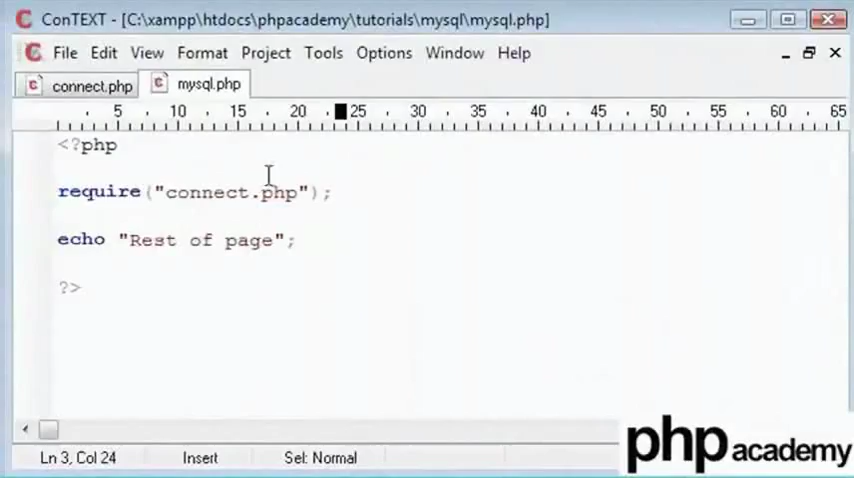 ConTEXT - [C:\xampp\htdocs\phpacademy\tutorials\mysql\mysql.php]
File Edit View Format Project Tools Options Window Help
connect.php mysql.php
5 10 15 20 25 30 35 40 45 50 55 60 65
<?php
require("connect.php");
echo "Rest of page";
?>
Ln 3, Col 24 Insert Sel: Normal
php academy